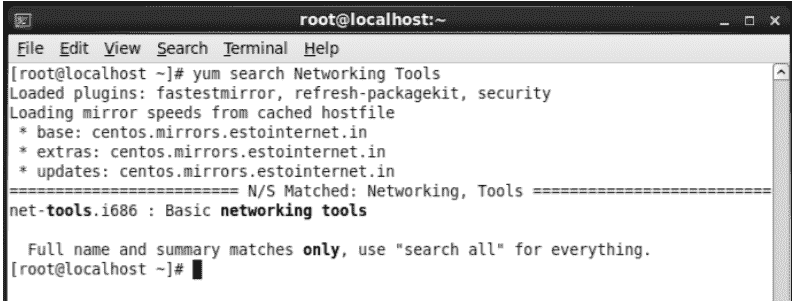 root@localhost:~
File Edit View Search Terminal Help
[root@localhost ~]# yum search Networking Tools
Loaded plugins: fastestmirror, refresh-packagekit, security
Loading mirror speeds from cached hostfile
 * base: centos.mirrors.estointernet.in
 * extras: centos.mirrors.estointernet.in
 * updates: centos.mirrors.estointernet.in
========================= N/S Matched: Networking, Tools ==========================
net-tools.i686 : Basic networking tools
  Full name and summary matches only, use "search all" for everything.
[root@localhost ~]#